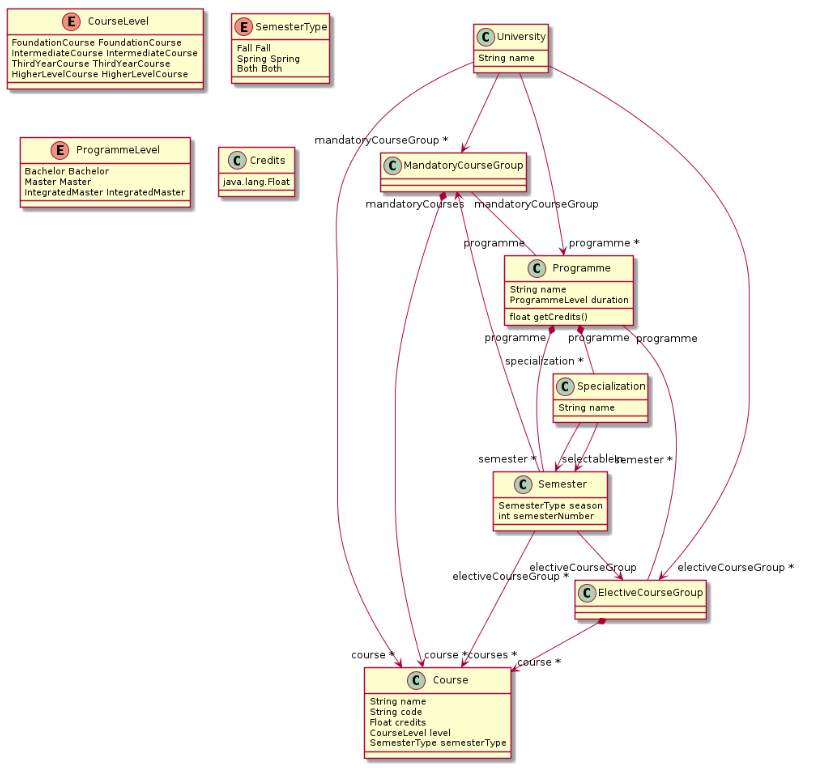 E CourseLevel
FoundationCourse FoundationCourse
IntermediateCourse IntermediateCourse
ThirdYearCourse ThirdYearCourse
HigherLevelCourse HigherLevelCourse
E SemesterType
Fall Fall
Spring Spring
Both Both
C University
String name
E ProgrammeLevel
Bachelor Bachelor
Master Master
IntegratedMaster IntegratedMaster
C Credits
java.lang.Float
mandatoryCourseGroup *
C MandatoryCourseGroup
mandatoryCourses
mandatoryCourseGroup
programme
programme *
C Programme
String name
ProgrammeLevel duration
float getCredits()
programme
programme
programme
specialization *
C Specialization
String name
semester *
selectableIn
semester *
C Semester
SemesterType season
int semesterNumber
electiveCourseGroup *
electiveCourseGroup
electiveCourseGroup *
C ElectiveCourseGroup
course *
course *
courses *
course *
C Course
String name
String code
Float credits
CourseLevel level
SemesterType semesterType